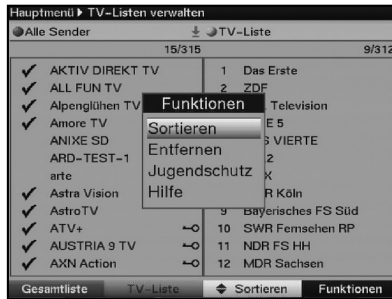 Hauptmenü ▶ TV-Listen verwalten
Alle Sender
15/315
✓ AKTIV DIREKT TV
✓ ALL FUN TV
✓ Alpenglühen TV
✓ Amore TV
ANIXE SD
ARD-TEST-1
arte
✓ Astra Vision
✓ AstroTV
✓ ATV+
✓ AUSTRIA 9 TV
✓ AXN Action
TV-Liste
9/312
1 Das Erste
2 ZDF
Television
E 5
VIERTE
2
X
R Köln
9 Bayerisches FS Süd
10 SWR Fernsehen RP
11 NDR FS HH
12 MDR Sachsen
Funktionen
Sortieren
Entfernen
Jugendschutz
Hilfe
Gesamtliste TV-Liste Sortieren Funktionen